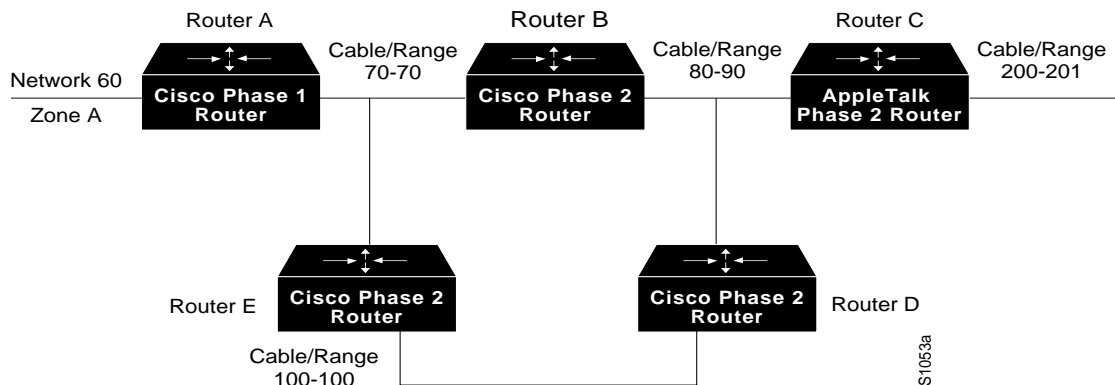 Router A
Router B
Router C
Cable/Range
70-70
Cable/Range
80-90
Cable/Range
200-201
Network 60
Zone A
Cisco Phase 1
Router
Cisco Phase 2
Router
AppleTalk
Phase 2 Router
Router E
Cisco Phase 2
Router
Cisco Phase 2
Router
Router D
Cable/Range
100-100
S1053a